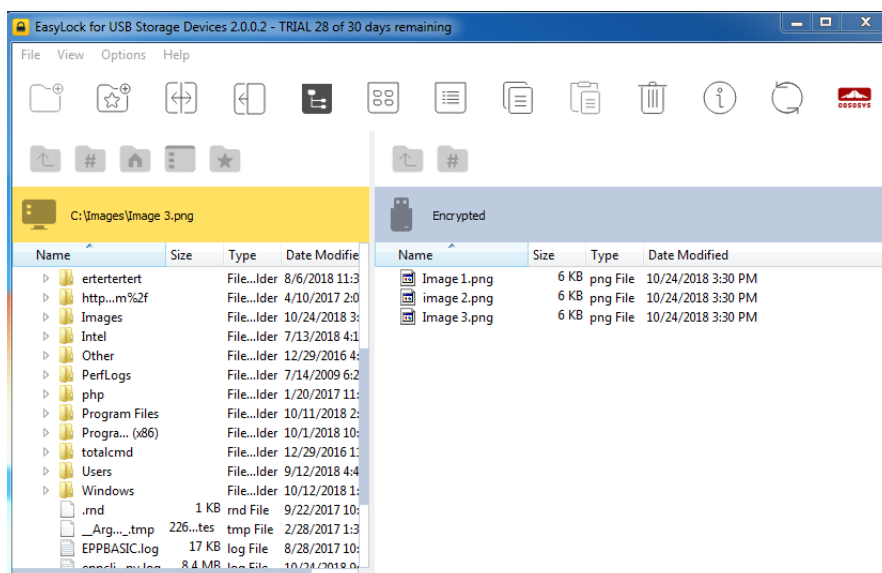 EasyLock for USB Storage Devices 2.0.0.2 - TRIAL 28 of 30 days remaining
File View Options Help
COSOSYS
# #
C:\Images\Image 3.png
Encrypted
Name Size Type Date Modifie
Name Size Type Date Modified
ertertertert File...lder 8/6/2018 11:3
http...m%2f File...lder 4/10/2017 2:0
Images File...lder 10/24/2018 3:
Intel File...lder 7/13/2018 4:1
Other File...lder 12/29/2016 4:
PerfLogs File...lder 7/14/2009 6:2
php File...lder 1/20/2017 11:
Program Files File...lder 10/11/2018 2:
Progra... (x86) File...lder 10/1/2018 10:
totalcmd File...lder 12/29/2016 11:
Users File...lder 9/12/2018 4:4
Windows File...lder 10/12/2018 1:
.rnd 1 KB rnd File 9/22/2017 10:
__Arg..._.tmp 226...tes tmp File 2/28/2017 1:3
EPPBASIC.log 17 KB log File 8/28/2017 10:
8.4 MB log File 10/24/2018
Image 1.png 6 KB png File 10/24/2018 3:30 PM
image 2.png 6 KB png File 10/24/2018 3:30 PM
Image 3.png 6 KB png File 10/24/2018 3:30 PM